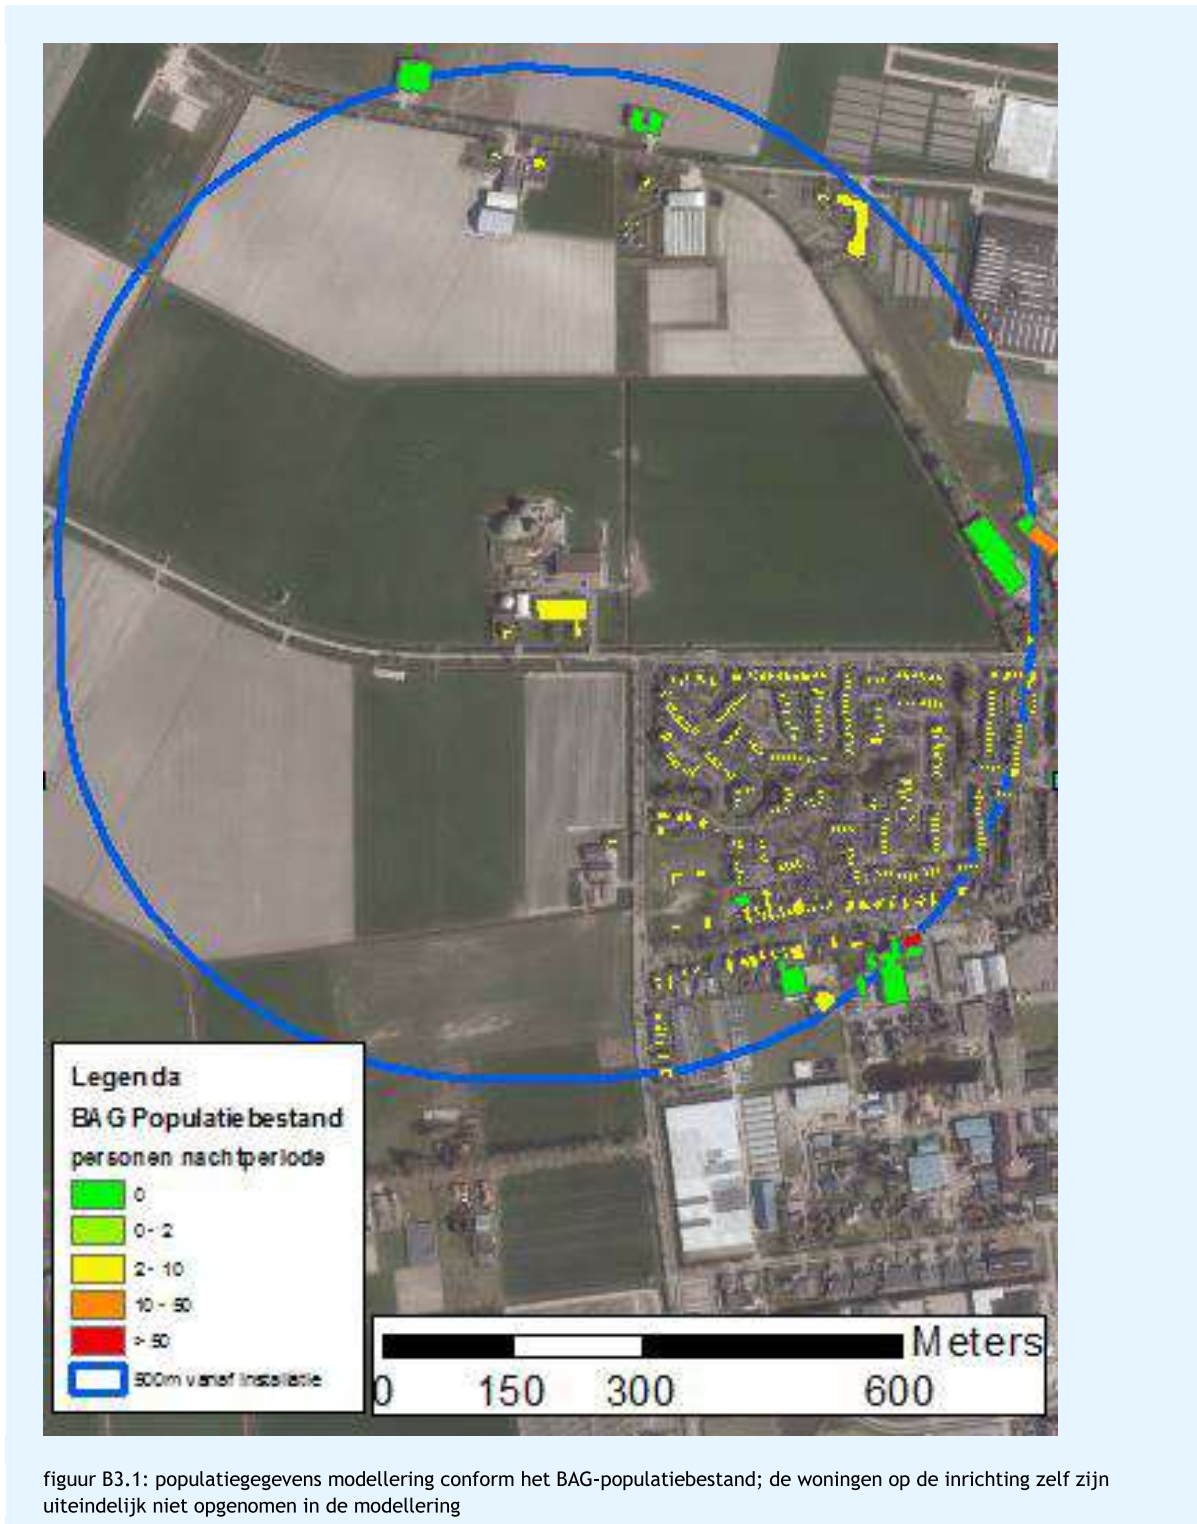 Legenda
BAG Populatiebestand
personen nachtperiode
0
0 - 2
2 - 10
10 - 50
> 50
500m vanaf Installatie
Meters
0 150 300 600
figuur B3.1: populatiegegevens modellering conform het BAG-populatiebestand; de woningen op de inrichting zelf zijn
uiteindelijk niet opgenomen in de modellering